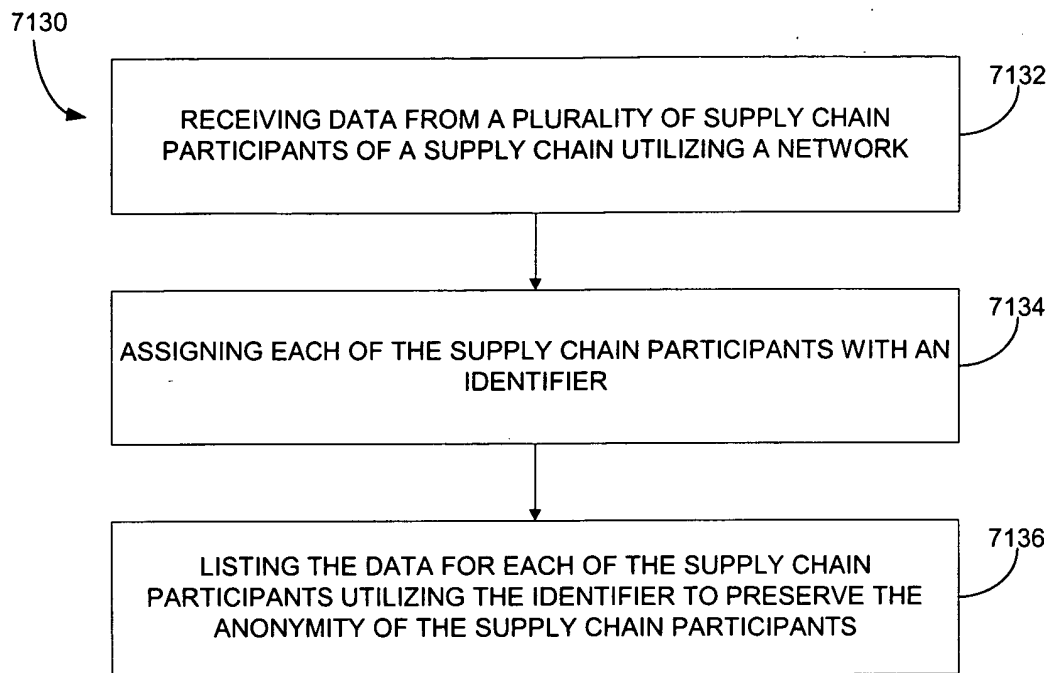 7130
7132
RECEIVING DATA FROM A PLURALITY OF SUPPLY CHAIN
PARTICIPANTS OF A SUPPLY CHAIN UTILIZING A NETWORK
7134
ASSIGNING EACH OF THE SUPPLY CHAIN PARTICIPANTS WITH AN
IDENTIFIER
7136
LISTING THE DATA FOR EACH OF THE SUPPLY CHAIN
PARTICIPANTS UTILIZING THE IDENTIFIER TO PRESERVE THE
ANONYMITY OF THE SUPPLY CHAIN PARTICIPANTS